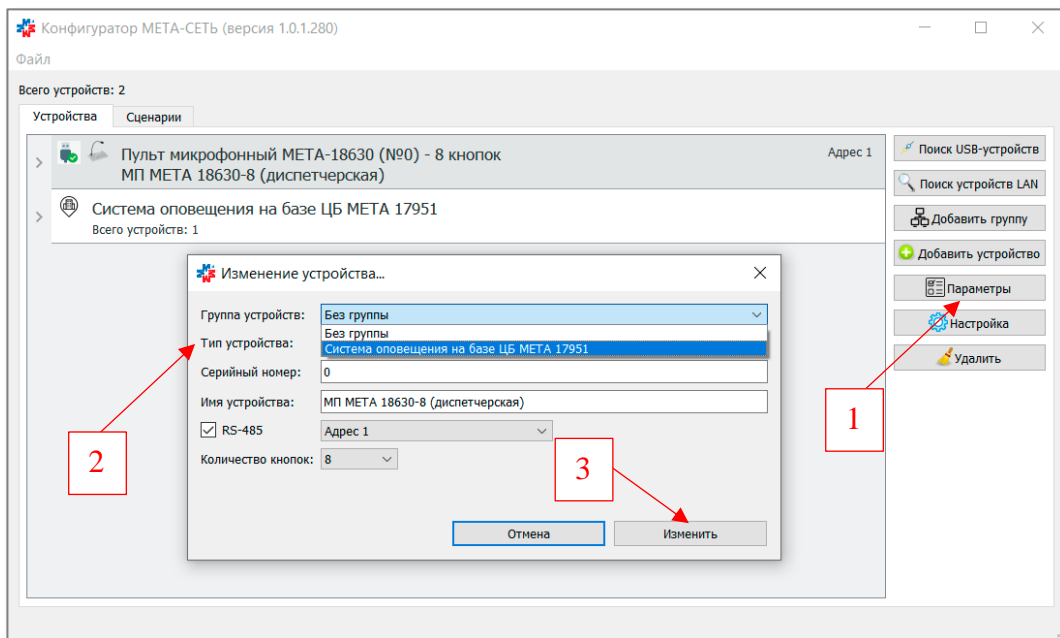 Конфигуратор МЕТА-СЕТЬ (версия 1.0.1.280)
Файл
Всего устройств: 2
Устройства Сценарии
Пульт микрофонный МЕТА-18630 (№0) - 8 кнопок
Адрес 1
МП МЕТА 18630-8 (диспетчерская)
Система оповещения на базе ЦБ МЕТА 17951
Всего устройств: 1
Поиск USB-устройств
Поиск устройств LAN
Добавить группу
Добавить устройство
Параметры
Настройка
Удалить
Изменение устройства...
Группа устройств: Без группы
Без группы
Тип устройства: Система оповещения на базе ЦБ МЕТА 17951
Серийный номер: 0
Имя устройства: МП МЕТА 18630-8 (диспетчерская)
RS-485 Адрес 1
Количество кнопок: 8
Отмена Изменить
1
2
3